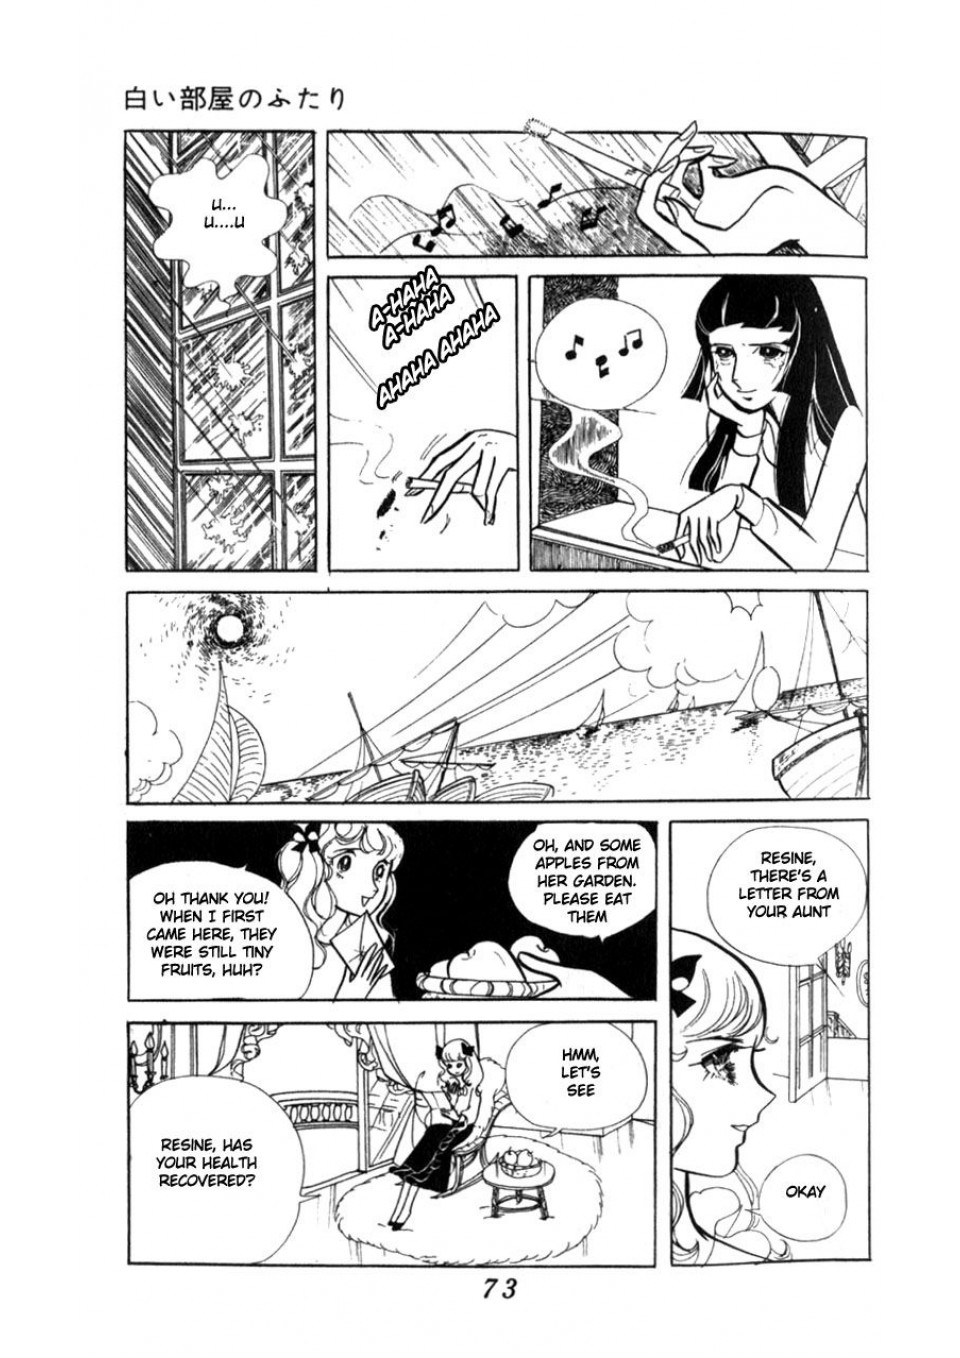 白い部屋のふたり
U...
U....U
A-HAHA
A-HAHA
AHAHA AHAHA
RESINE,
THERE'S A
LETTER FROM
YOUR AUNT
OKAY
OH, AND SOME
APPLES FROM
HER GARDEN.
PLEASE EAT
THEM
OH THANK YOU!
WHEN I FIRST
CAME HERE, THEY
WERE STILL TINY
FRUITS, HUH?
HMM,
LET'S
SEE
RESINE, HAS
YOUR HEALTH
RECOVERED?
73